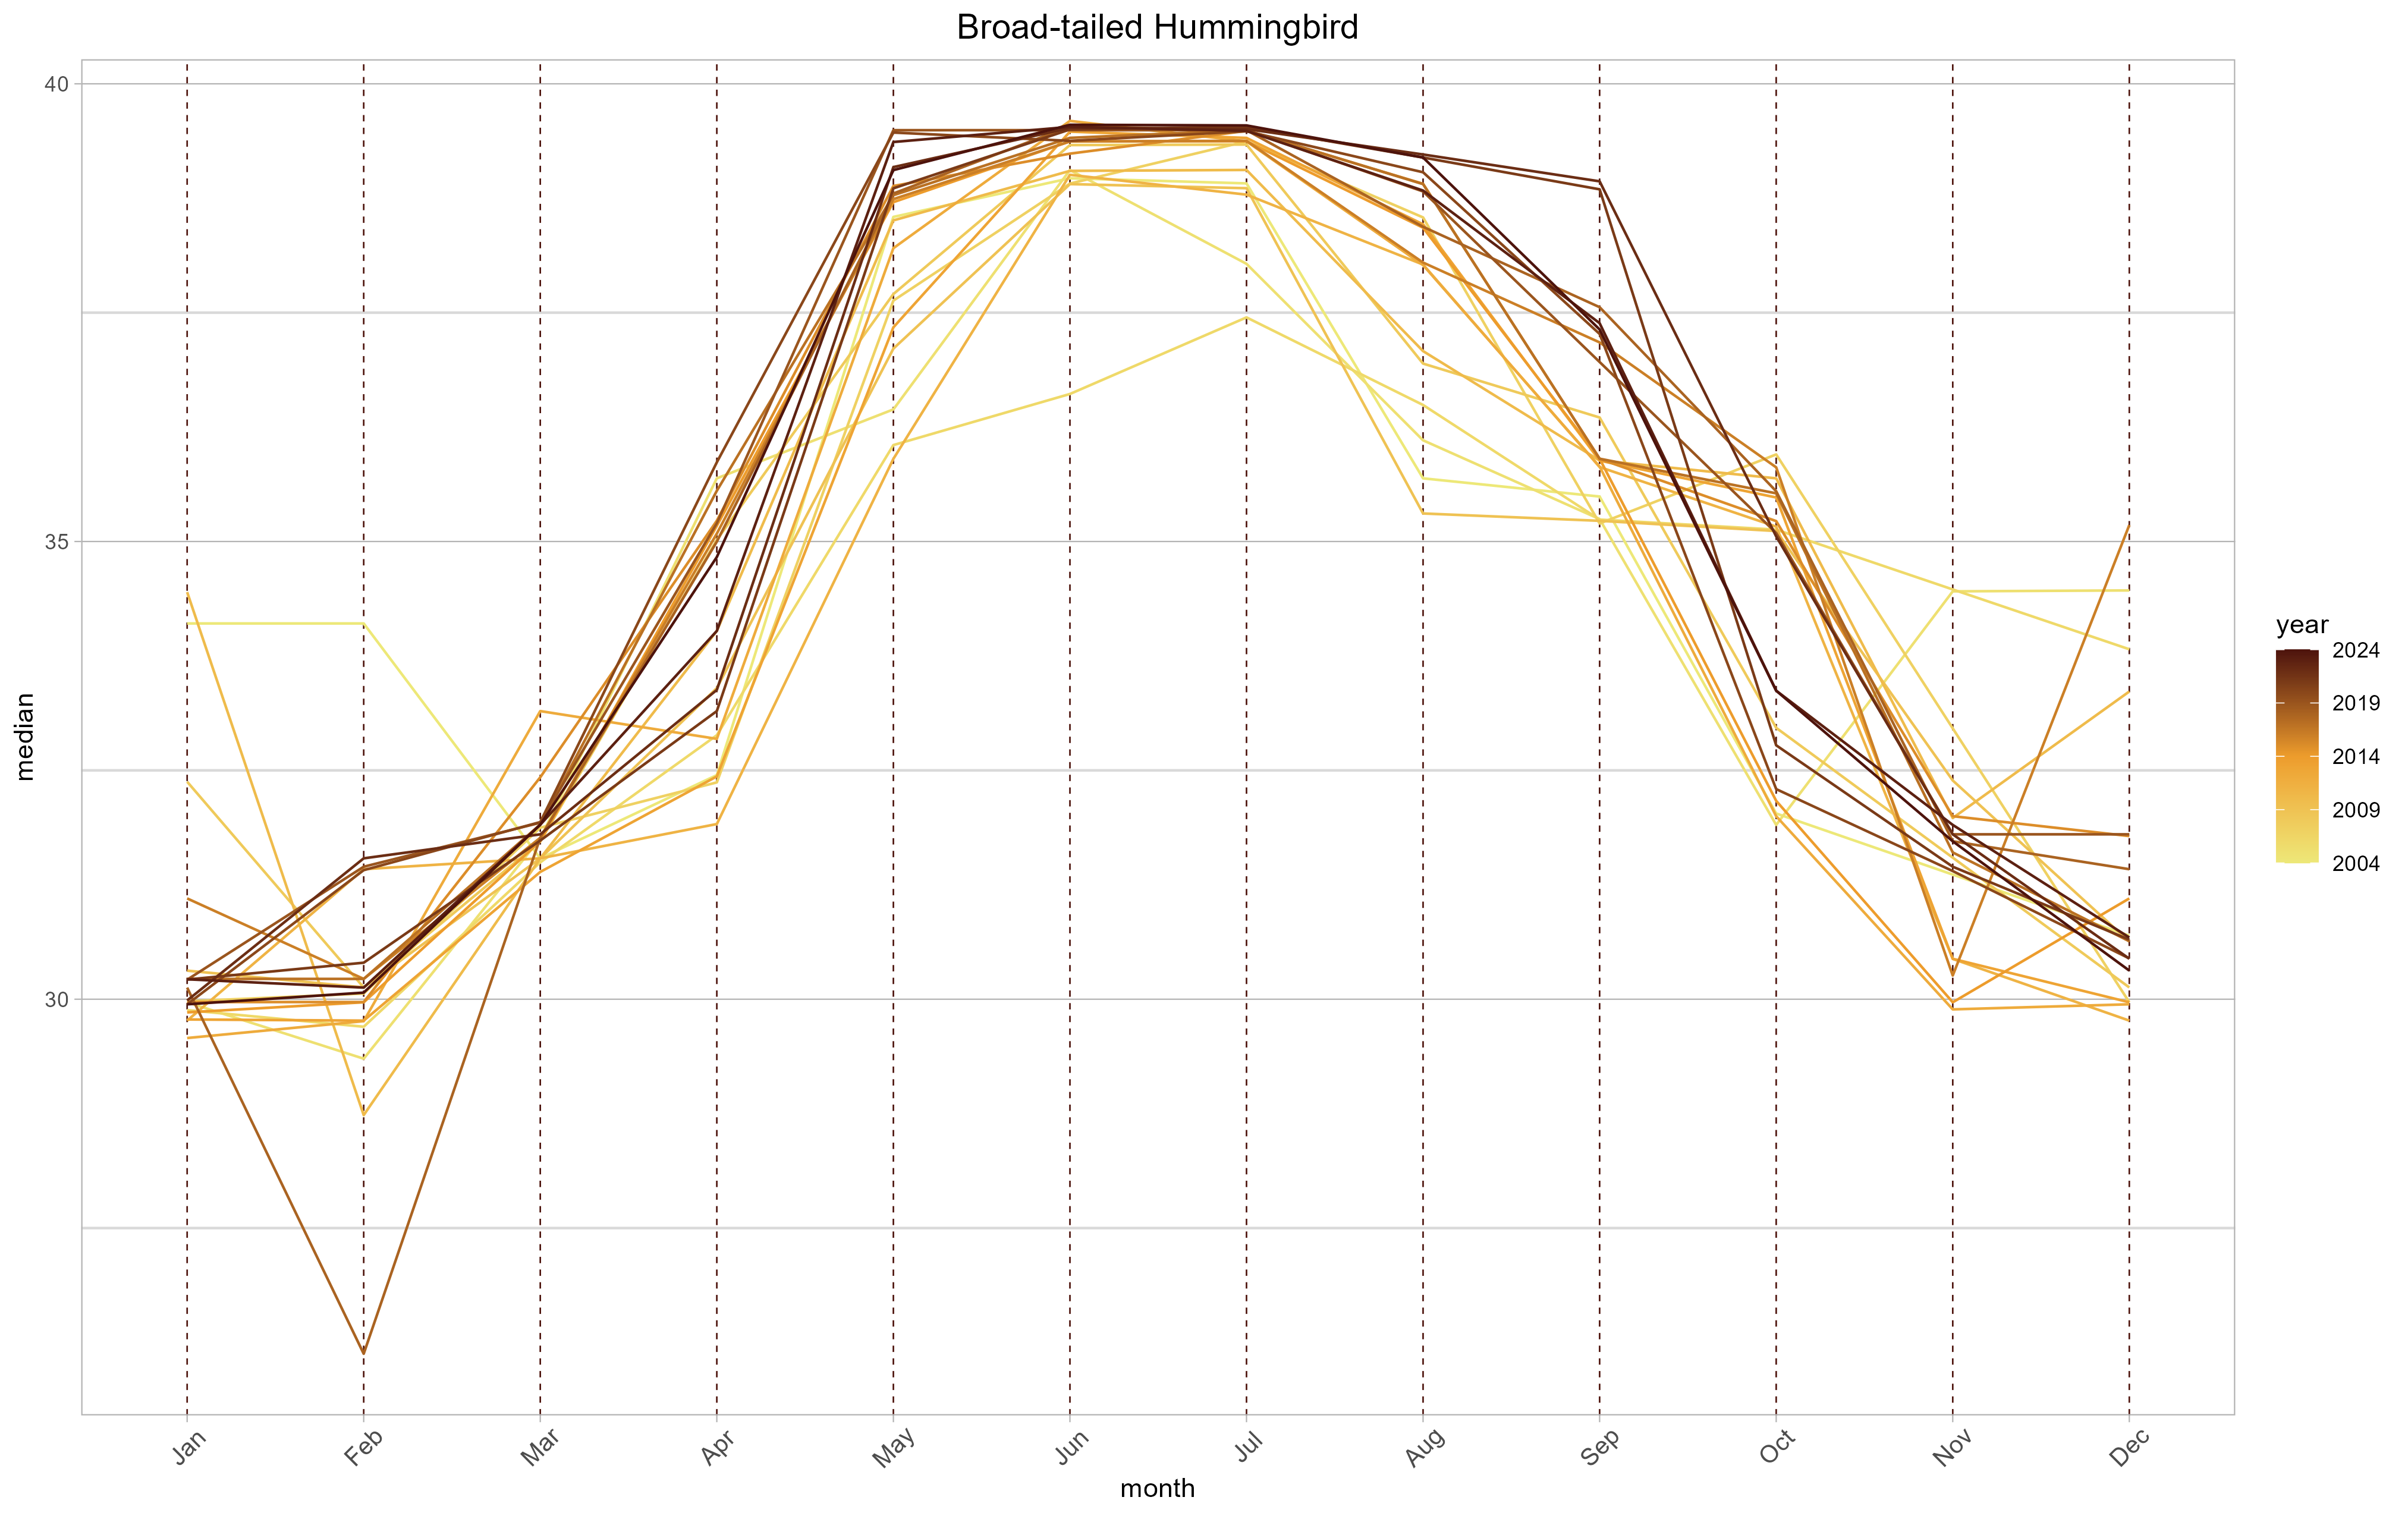 Broad-tailed Hummingbird
40
35
30
median
Jan
Feb
Mar
Apr
May
Jun
Jul
Aug
Sep
Oct
Nov
Dec
month
year
2024
2019
2014
2009
2004